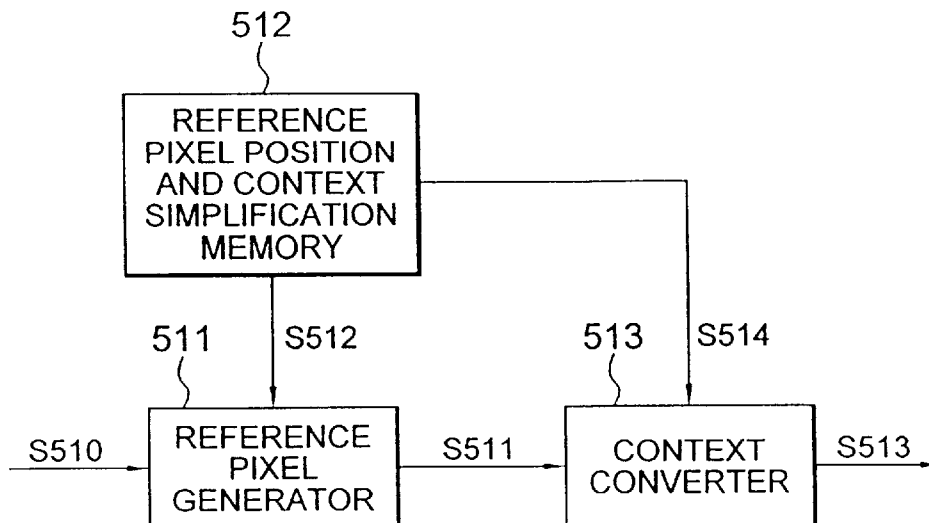 512
REFERENCE
PIXEL POSITION
AND CONTEXT
SIMPLIFICATION
MEMORY
511
S512
513
S514
S510
REFERENCE
PIXEL
GENERATOR
S511
CONTEXT
CONVERTER
S513